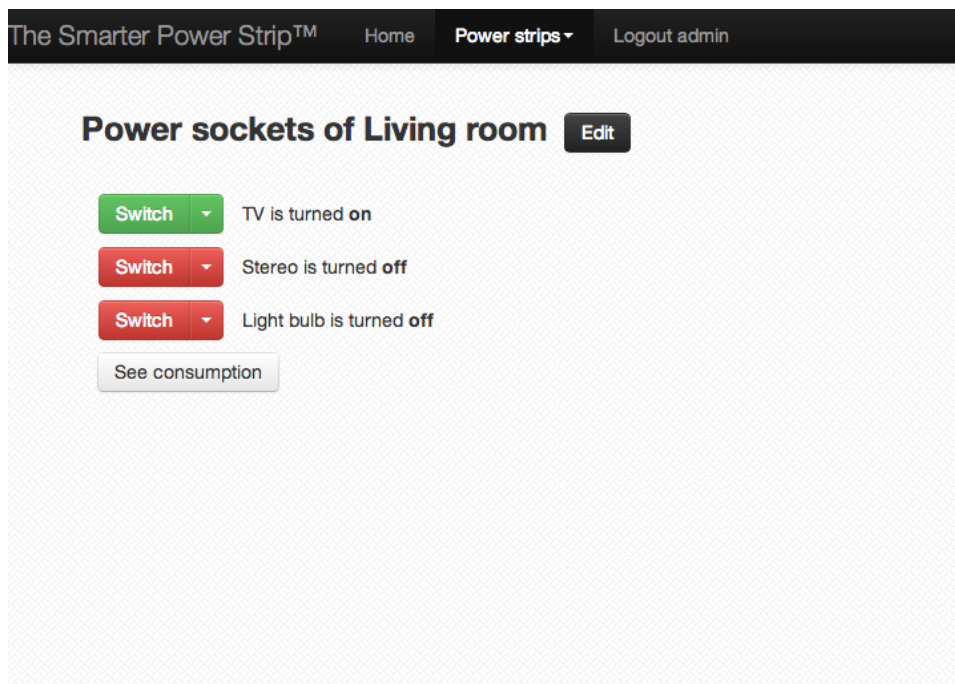 The Smarter Power Strip™ Home Power strips Logout admin
Power sockets of Living room Edit
Switch TV is turned on
Switch Stereo is turned off
Switch Light bulb is turned off
See consumption